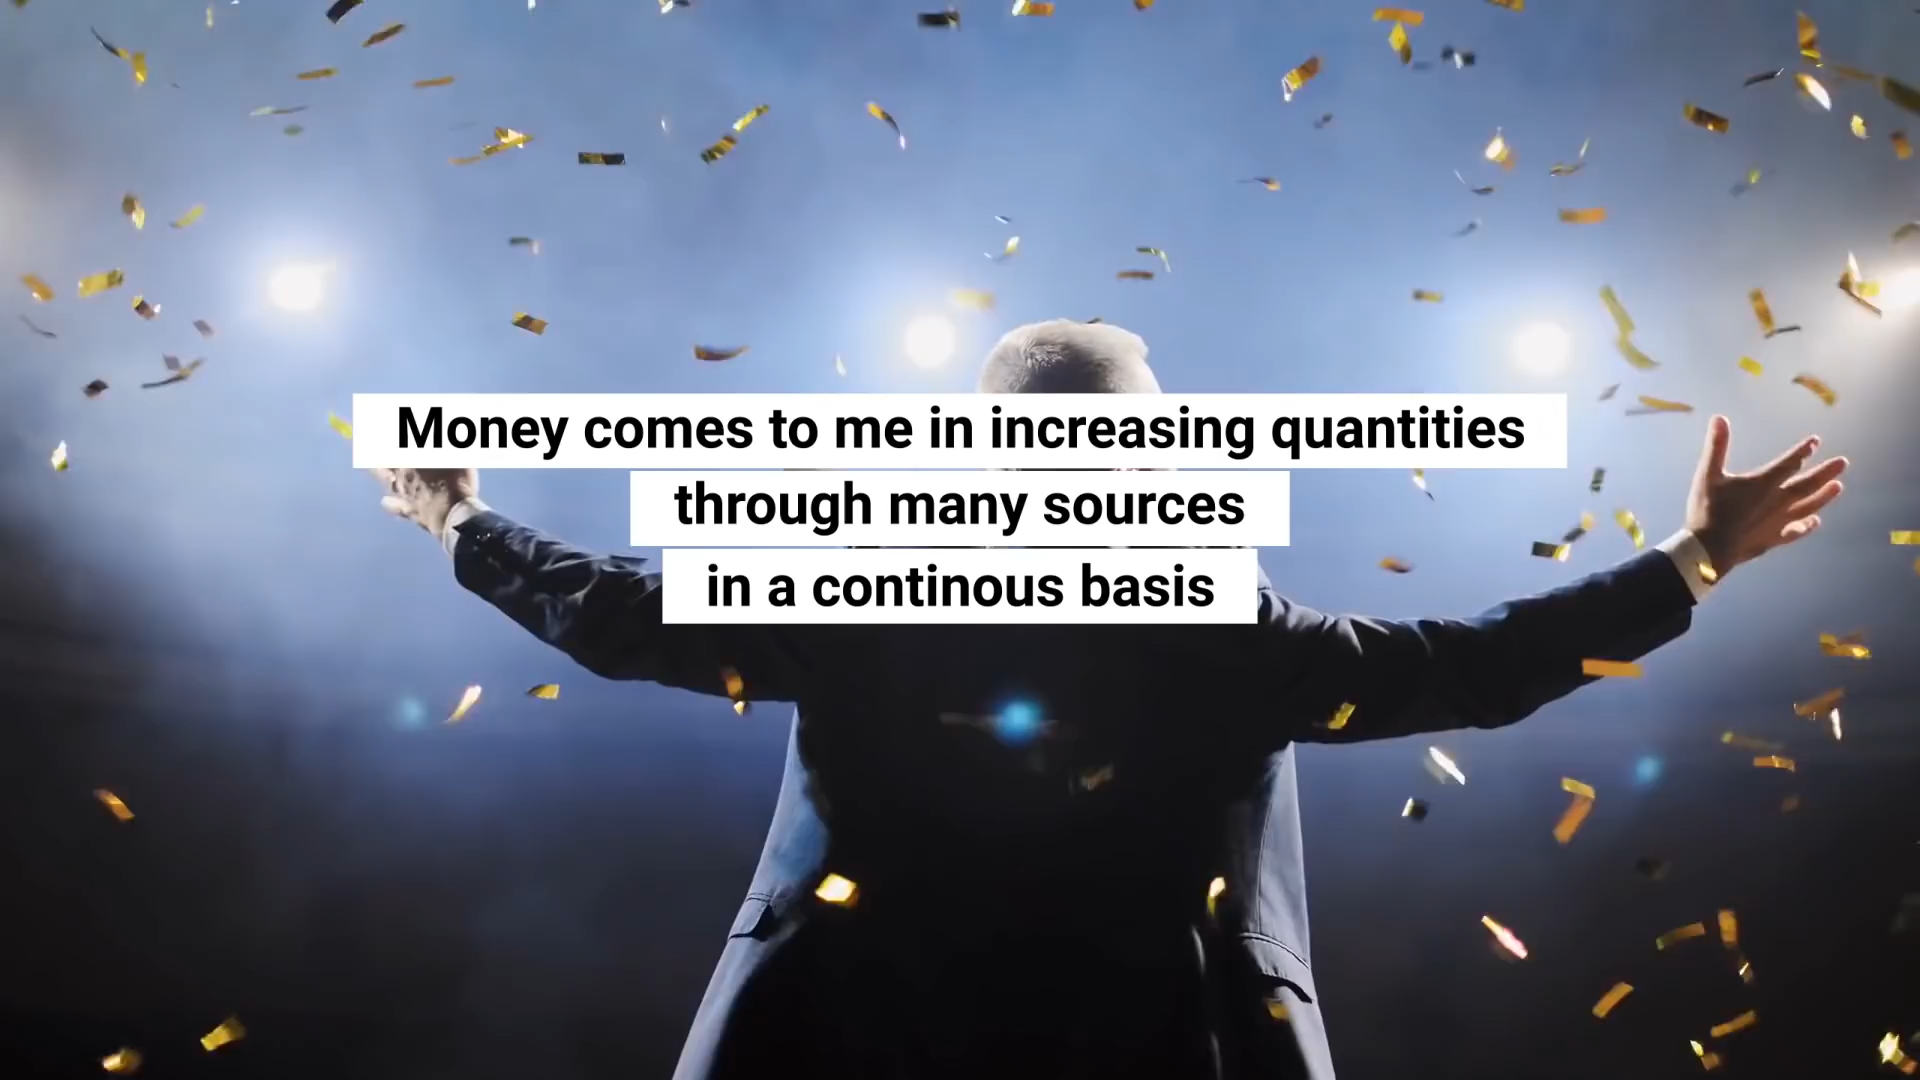 Money comes to me in increasing quantities
through many sources
in a continous basis